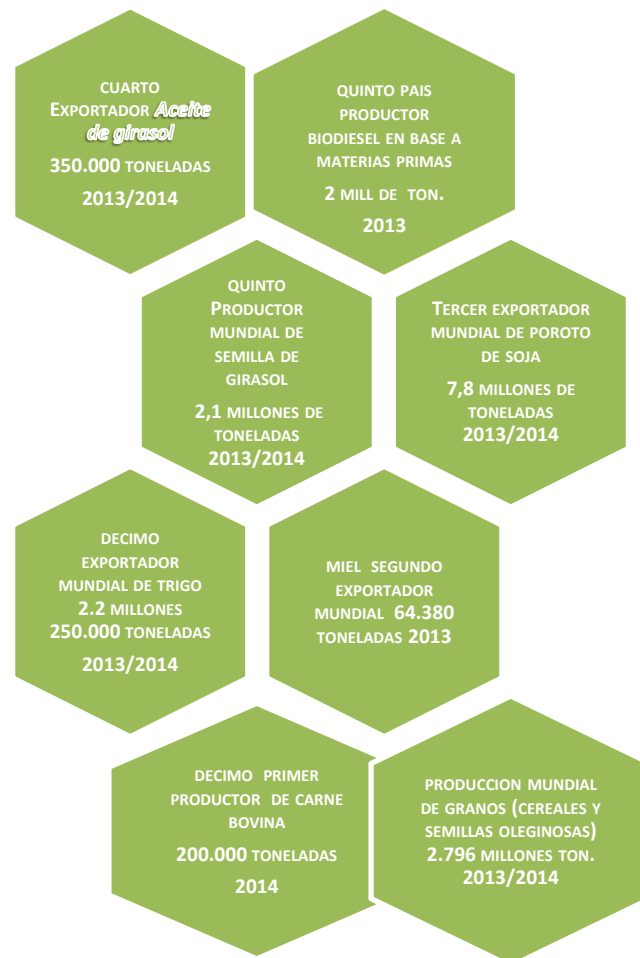 CUARTO
EXPORTADOR Aceite
de girasol
350.000 TONELADAS
2013/2014
QUINTO PAIS
PRODUCTOR
BIODIESEL EN BASE A
MATERIAS PRIMAS
2 MILL DE TON.
2013
QUINTO
PRODUCTOR
MUNDIAL DE
SEMILLA DE
GIRASOL
2,1 MILLONES DE
TONELADAS
2013/2014
TERCER EXPORTADOR
MUNDIAL DE POROTO
DE SOJA
7,8 MILLONES DE
TONELADAS
2013/2014
DECIMO
EXPORTADOR
MUNDIAL DE TRIGO
2.2 MILLONES
250.000 TONELADAS
2013/2014
MIEL SEGUNDO
EXPORTADOR
MUNDIAL 64.380
TONELADAS 2013
DECIMO PRIMER
PRODUCTOR DE CARNE
BOVINA
200.000 TONELADAS
2014
PRODUCCION MUNDIAL
DE GRANOS (CEREALES Y
SEMILLAS OLEGINOSAS)
2.796 MILLONES TON.
2013/2014